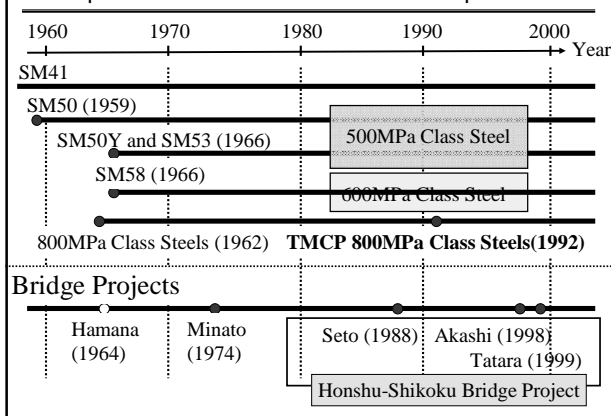 1960 1970 1980 1990 2000
Year
SM41
SM50 (1959)
SM50Y and SM53 (1966)
500MPa Class Steel
SM58 (1966)
600MPa Class Steel
800MPa Class Steels (1962) TMCP 800MPa Class Steels(1992)
Bridge Projects
Hamana Minato Seto (1988) Akashi (1998)
(1964) (1974) Tatara (1999)
Honshu-Shikoku Bridge Project